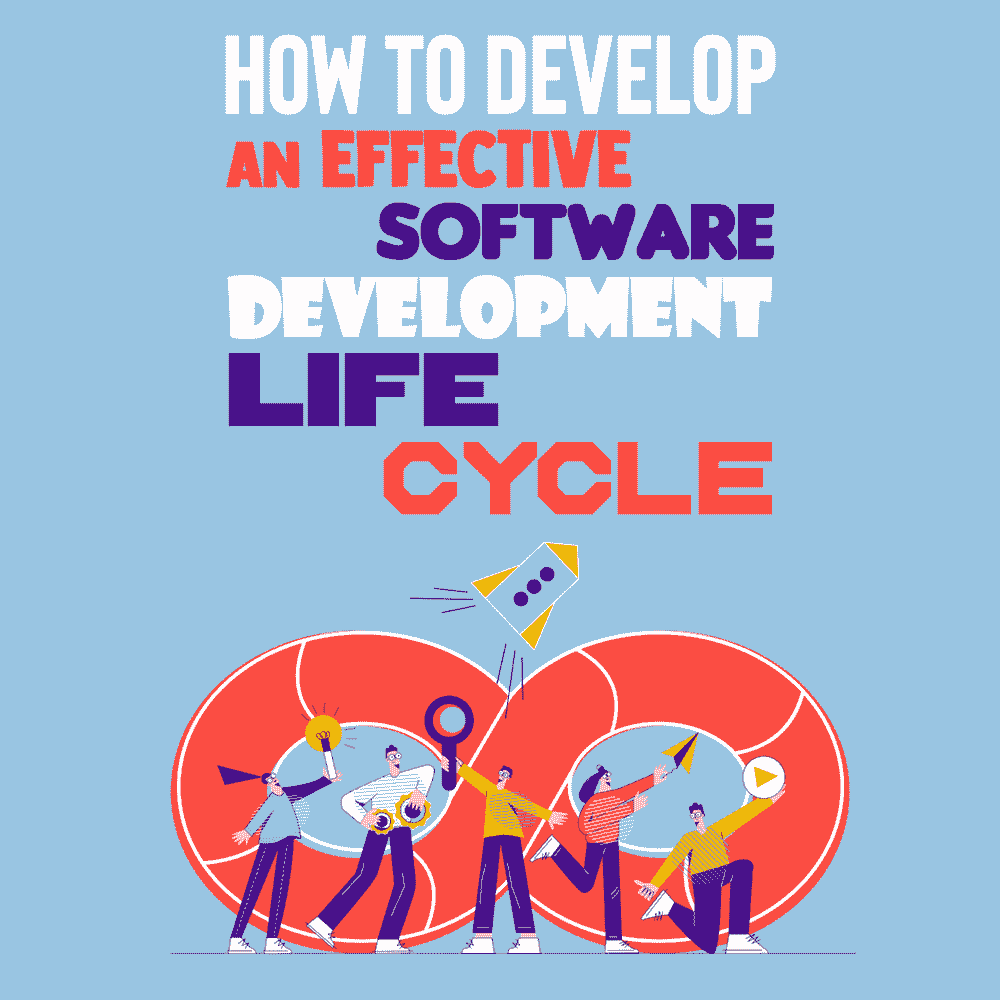 HOW TO DEVELOP
AN EFFECTIVE
SOFTWARE
DEVELOPMENT
LIFE
CYCLE